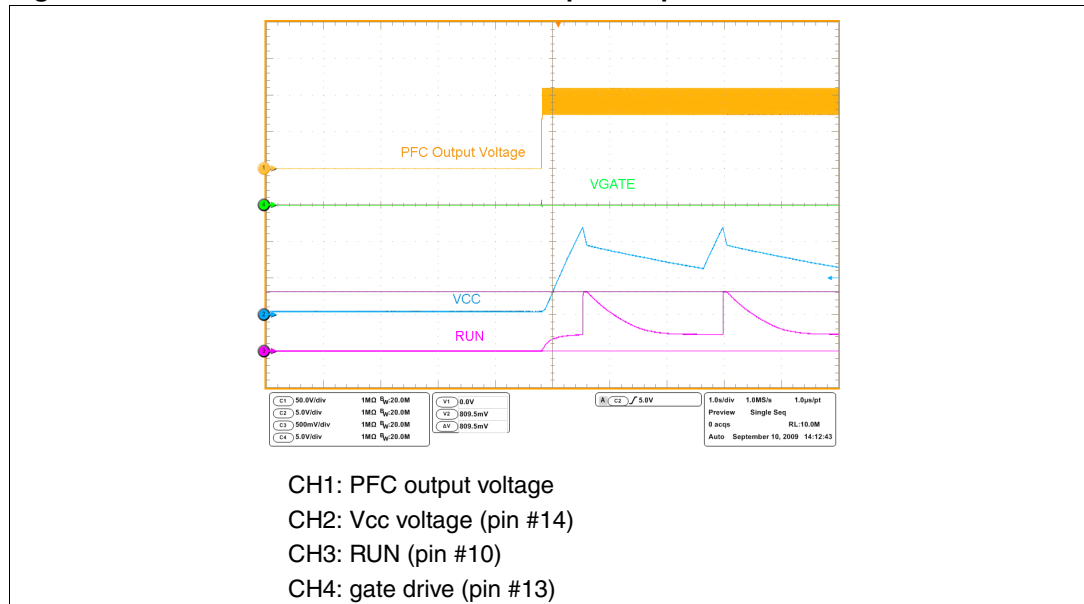 PFC Output Voltage
VGATE
VCC
RUN
1
4
2
3
C1 50.0V/div 1MΩ BW:20.0M
C2 5.0V/div 1MΩ BW:20.0M
C3 500mV/div 1MΩ BW:20.0M
C4 5.0V/div 1MΩ BW:20.0M
V1 0.0V
V2 809.5mV
ΔV 809.5mV
A C2 5.0V
1.0s/div 1.0MS/s 1.0µs/pt
Preview Single Seq
0 acqs RL:10.0M
Auto September 10, 2009 14:12:43
CH1: PFC output voltage
CH2: Vcc voltage (pin #14)
CH3: RUN (pin #10)
CH4: gate drive (pin #13)